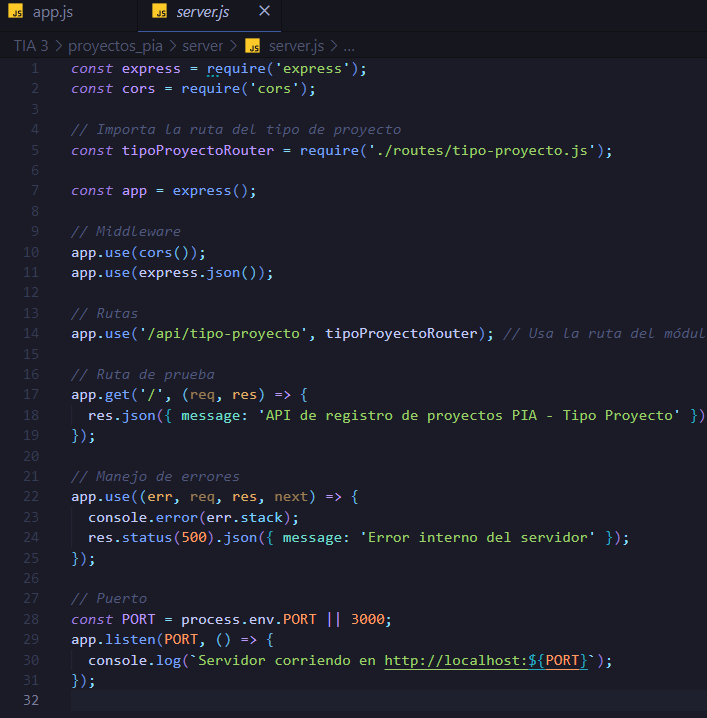 JS app.js JS server.js ×
TIA 3 > proyectos_pia > server > JS server.js > ...
1 const express = require('express');
2 const cors = require('cors');
3
4 // Importa la ruta del tipo de proyecto
5 const tipoProyectoRouter = require('./routes/tipo-proyecto.js');
6
7 const app = express();
8
9 // Middleware
10 app.use(cors());
11 app.use(express.json());
12
13 // Rutas
14 app.use('/api/tipo-proyecto', tipoProyectoRouter); // Usa la ruta del módul
15
16 // Ruta de prueba
17 app.get('/', (req, res) => {
18   res.json({ message: 'API de registro de proyectos PIA - Tipo Proyecto' })
19 });
20
21 // Manejo de errores
22 app.use((err, req, res, next) => {
23   console.error(err.stack);
24   res.status(500).json({ message: 'Error interno del servidor' });
25 });
26
27 // Puerto
28 const PORT = process.env.PORT || 3000;
29 app.listen(PORT, () => {
30   console.log(`Servidor corriendo en http://localhost:${PORT}`);
31 });
32